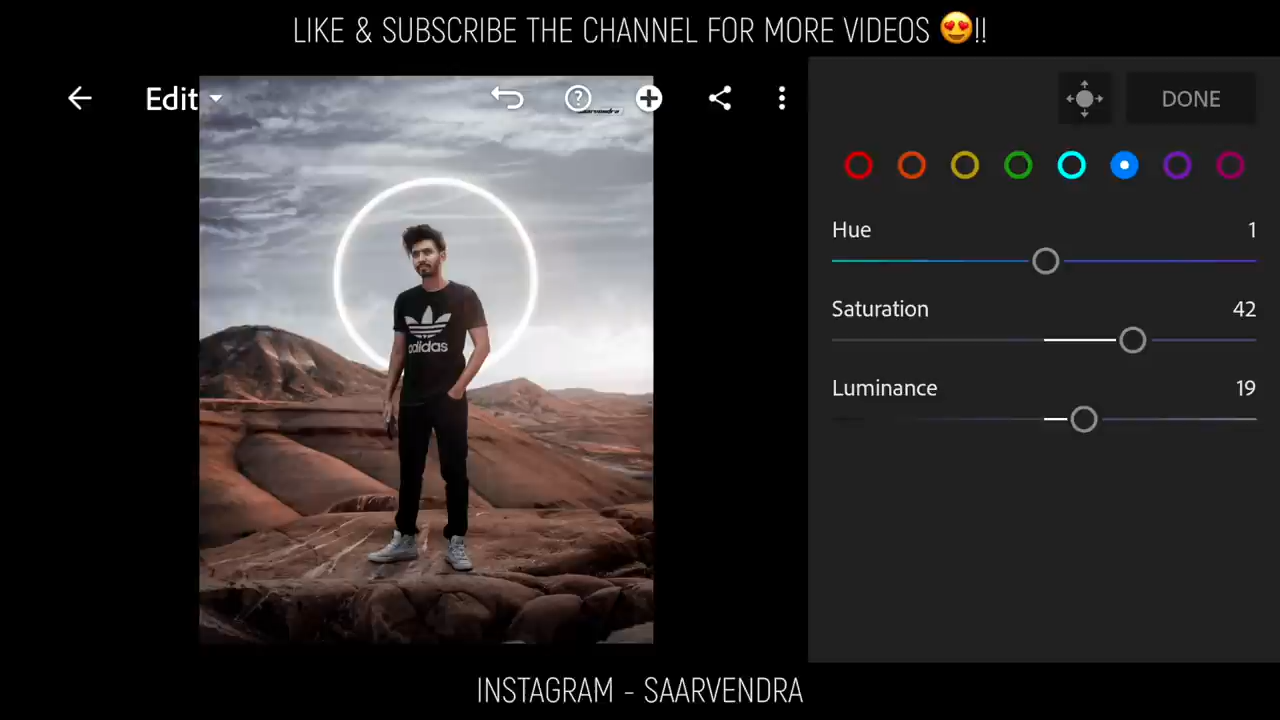 LIKE & SUBSCRIBE THE CHANNEL FOR MORE VIDEOS 😍!!
Edit
DONE
Hue 1
Saturation 42
Luminance 19
adidas
INSTAGRAM - SAARVENDRA